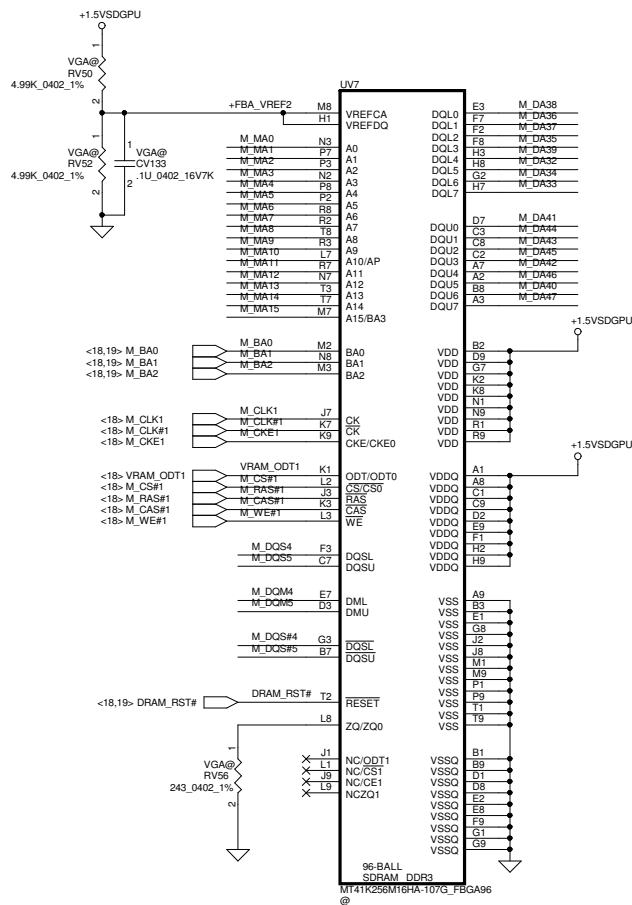 +1.5VSDGPU
1
VGA@
RV50
4.99K_0402_1%
2
1
VGA@
RV52
4.99K_0402_1%
2
1
VGA@
CV133
.1U_0402_16V7K
2
UV7
+FBA_VREF2 M8 VREFCA
H1 VREFDQ
M_MA0 N3 A0
M_MA1 P7 A1
M_MA2 P3 A2
M_MA3 N2 A3
M_MA4 P8 A4
M_MA5 P2 A5
M_MA6 R8 A6
M_MA7 R2 A7
M_MA8 T8 A8
M_MA9 R3 A9
M_MA10 L7 A10/AP
M_MA11 R7 A11
M_MA12 N7 A12
M_MA13 T3 A13
M_MA14 T7 A14
M_MA15 M7 A15/BA3
<18,19> M_BA0 M_BA0 M2 BA0
<18,19> M_BA1 M_BA1 N8 BA1
<18,19> M_BA2 M_BA2 M3 BA2
<18> M_CLK1 M_CLK1 J7 CK
<18> M_CLK#1 M_CLK#1 K7 CK
<18> M_CKE1 M_CKE1 K9 CKE/CKE0
<18> VRAM_ODT1 VRAM_ODT1 K1 ODT/ODT0
<18> M_CS#1 M_CS#1 L2 CS/CS0
<18> M_RAS#1 M_RAS#1 J3 RAS
<18> M_CAS#1 M_CAS#1 K3 CAS
<18> M_WE#1 M_WE#1 L3 WE
M_DQS4 F3 DQSL
M_DQS5 C7 DQSU
M_DQM4 E7 DML
M_DQM5 D3 DMU
M_DQS#4 G3 DQSL
M_DQS#5 B7 DQSU
<18,19> DRAM_RST# DRAM_RST# T2 RESET
L8 ZQ/ZQ0
1
VGA@
RV56
243_0402_1%
2
J1 NC/ODT1
L1 NC/CS1
J9 NC/CE1
L9 NCZQ1
DQL0 E3 M_DA38
DQL1 F7 M_DA36
DQL2 F2 M_DA37
DQL3 F8 M_DA35
DQL4 H3 M_DA39
DQL5 H8 M_DA32
DQL6 G2 M_DA34
DQL7 H7 M_DA33
DQU0 D7 M_DA41
DQU1 C3 M_DA44
DQU2 C8 M_DA43
DQU3 C2 M_DA45
DQU4 A7 M_DA42
DQU5 A2 M_DA46
DQU6 B8 M_DA40
DQU7 A3 M_DA47
+1.5VSDGPU
VDD B2
VDD D9
VDD G7
VDD K2
VDD K8
VDD N1
VDD N9
VDD R1
VDD R9
+1.5VSDGPU
VDDQ A1
VDDQ A8
VDDQ C1
VDDQ C9
VDDQ D2
VDDQ E9
VDDQ F1
VDDQ H2
VDDQ H9
VSS A9
VSS B3
VSS E1
VSS G8
VSS J2
VSS J8
VSS M1
VSS M9
VSS P1
VSS P9
VSS T1
VSS T9
VSSQ B1
VSSQ B9
VSSQ D1
VSSQ D8
VSSQ E2
VSSQ E8
VSSQ F9
VSSQ G1
VSSQ G9
96-BALL
SDRAM DDR3
MT41K256M16HA-107G_FBGA96
@